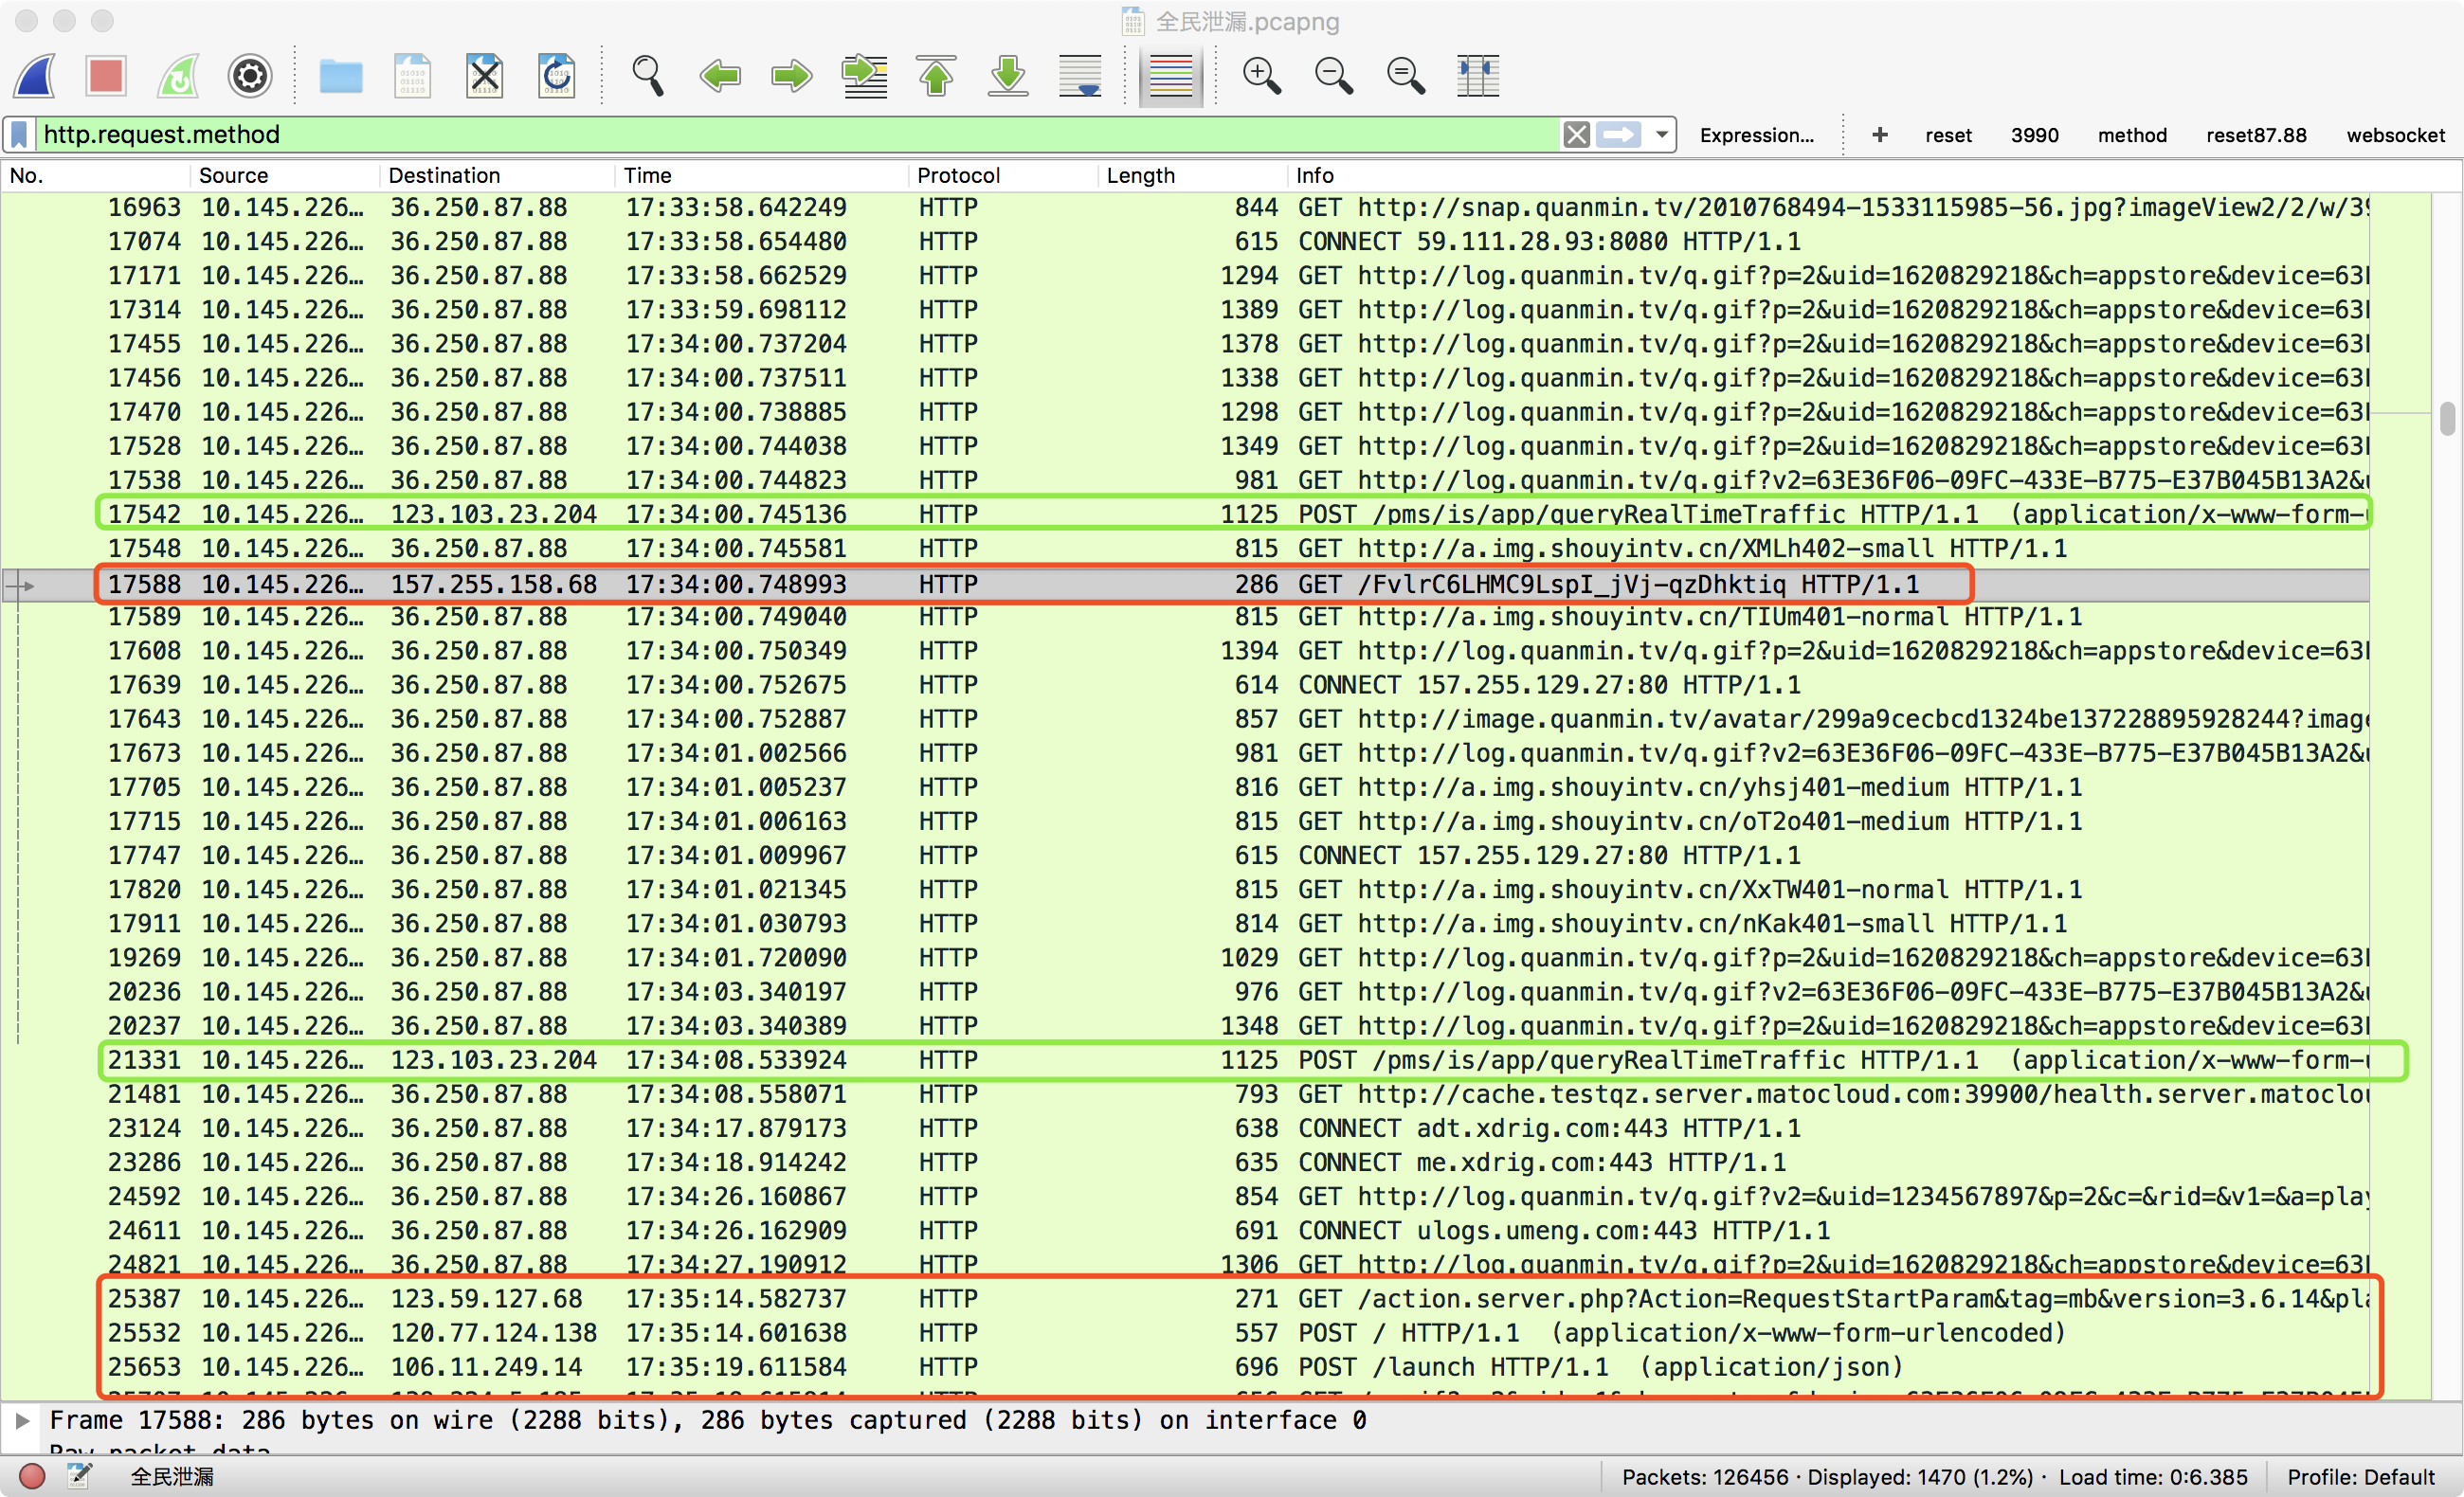 全民泄漏.pcapng
http.request.method Expression... + reset 3990 method reset87.88 websocket
No. Source Destination Time Protocol Length Info
16963 10.145.226… 36.250.87.88 17:33:58.642249 HTTP 844 GET http://snap.quanmin.tv/2010768494-1533115985-56.jpg?imageView2/2/w/39
17074 10.145.226… 36.250.87.88 17:33:58.654480 HTTP 615 CONNECT 59.111.28.93:8080 HTTP/1.1
17171 10.145.226… 36.250.87.88 17:33:58.662529 HTTP 1294 GET http://log.quanmin.tv/q.gif?p=2&uid=1620829218&ch=appstore&device=63
17314 10.145.226… 36.250.87.88 17:33:59.698112 HTTP 1389 GET http://log.quanmin.tv/q.gif?p=2&uid=1620829218&ch=appstore&device=63
17455 10.145.226… 36.250.87.88 17:34:00.737204 HTTP 1378 GET http://log.quanmin.tv/q.gif?p=2&uid=1620829218&ch=appstore&device=63
17456 10.145.226… 36.250.87.88 17:34:00.737511 HTTP 1338 GET http://log.quanmin.tv/q.gif?p=2&uid=1620829218&ch=appstore&device=63
17470 10.145.226… 36.250.87.88 17:34:00.738885 HTTP 1298 GET http://log.quanmin.tv/q.gif?p=2&uid=1620829218&ch=appstore&device=63
17528 10.145.226… 36.250.87.88 17:34:00.744038 HTTP 1349 GET http://log.quanmin.tv/q.gif?p=2&uid=1620829218&ch=appstore&device=63
17538 10.145.226… 36.250.87.88 17:34:00.744823 HTTP 981 GET http://log.quanmin.tv/q.gif?v2=63E36F06-09FC-433E-B775-E37B045B13A2&
17542 10.145.226… 123.103.23.204 17:34:00.745136 HTTP 1125 POST /pms/is/app/queryRealTimeTraffic HTTP/1.1 (application/x-www-form-
17548 10.145.226… 36.250.87.88 17:34:00.745581 HTTP 815 GET http://a.img.shouyintv.cn/XMLh402-small HTTP/1.1
17588 10.145.226… 157.255.158.68 17:34:00.748993 HTTP 286 GET /FvlrC6LHMC9LspI_jVj-qzDhktiq HTTP/1.1
17589 10.145.226… 36.250.87.88 17:34:00.749040 HTTP 815 GET http://a.img.shouyintv.cn/TIUm401-normal HTTP/1.1
17608 10.145.226… 36.250.87.88 17:34:00.750349 HTTP 1394 GET http://log.quanmin.tv/q.gif?p=2&uid=1620829218&ch=appstore&device=63
17639 10.145.226… 36.250.87.88 17:34:00.752675 HTTP 614 CONNECT 157.255.129.27:80 HTTP/1.1
17643 10.145.226… 36.250.87.88 17:34:00.752887 HTTP 857 GET http://image.quanmin.tv/avatar/299a9cecbcd1324be137228895928244?image
17673 10.145.226… 36.250.87.88 17:34:01.002566 HTTP 981 GET http://log.quanmin.tv/q.gif?v2=63E36F06-09FC-433E-B775-E37B045B13A2&
17705 10.145.226… 36.250.87.88 17:34:01.005237 HTTP 816 GET http://a.img.shouyintv.cn/yhsj401-medium HTTP/1.1
17715 10.145.226… 36.250.87.88 17:34:01.006163 HTTP 815 GET http://a.img.shouyintv.cn/oT2o401-medium HTTP/1.1
17747 10.145.226… 36.250.87.88 17:34:01.009967 HTTP 615 CONNECT 157.255.129.27:80 HTTP/1.1
17820 10.145.226… 36.250.87.88 17:34:01.021345 HTTP 815 GET http://a.img.shouyintv.cn/XxTW401-normal HTTP/1.1
17911 10.145.226… 36.250.87.88 17:34:01.030793 HTTP 814 GET http://a.img.shouyintv.cn/nKak401-small HTTP/1.1
19269 10.145.226… 36.250.87.88 17:34:01.720090 HTTP 1029 GET http://log.quanmin.tv/q.gif?p=2&uid=1620829218&ch=appstore&device=63
20236 10.145.226… 36.250.87.88 17:34:03.340197 HTTP 976 GET http://log.quanmin.tv/q.gif?v2=63E36F06-09FC-433E-B775-E37B045B13A2&
20237 10.145.226… 36.250.87.88 17:34:03.340389 HTTP 1348 GET http://log.quanmin.tv/q.gif?p=2&uid=1620829218&ch=appstore&device=63
21331 10.145.226… 123.103.23.204 17:34:08.533924 HTTP 1125 POST /pms/is/app/queryRealTimeTraffic HTTP/1.1 (application/x-www-form-
21481 10.145.226… 36.250.87.88 17:34:08.558071 HTTP 793 GET http://cache.testqz.server.matocloud.com:39900/health.server.matoclou
23124 10.145.226… 36.250.87.88 17:34:17.879173 HTTP 638 CONNECT adt.xdrig.com:443 HTTP/1.1
23286 10.145.226… 36.250.87.88 17:34:18.914242 HTTP 635 CONNECT me.xdrig.com:443 HTTP/1.1
24592 10.145.226… 36.250.87.88 17:34:26.160867 HTTP 854 GET http://log.quanmin.tv/q.gif?v2=&uid=1234567897&p=2&c=&rid=&v1=&a=play
24611 10.145.226… 36.250.87.88 17:34:26.162909 HTTP 691 CONNECT ulogs.umeng.com:443 HTTP/1.1
24821 10.145.226… 36.250.87.88 17:34:27.190912 HTTP 1306 GET http://log.quanmin.tv/q.gif?p=2&uid=1620829218&ch=appstore&device=63
25387 10.145.226… 123.59.127.68 17:35:14.582737 HTTP 271 GET /action.server.php?Action=RequestStartParam&tag=mb&version=3.6.14&pla
25532 10.145.226… 120.77.124.138 17:35:14.601638 HTTP 557 POST / HTTP/1.1 (application/x-www-form-urlencoded)
25653 10.145.226… 106.11.249.14 17:35:19.611584 HTTP 696 POST /launch HTTP/1.1 (application/json)
Frame 17588: 286 bytes on wire (2288 bits), 286 bytes captured (2288 bits) on interface 0
Raw packet data
全民泄漏 Packets: 126456 · Displayed: 1470 (1.2%) · Load time: 0:6.385 Profile: Default